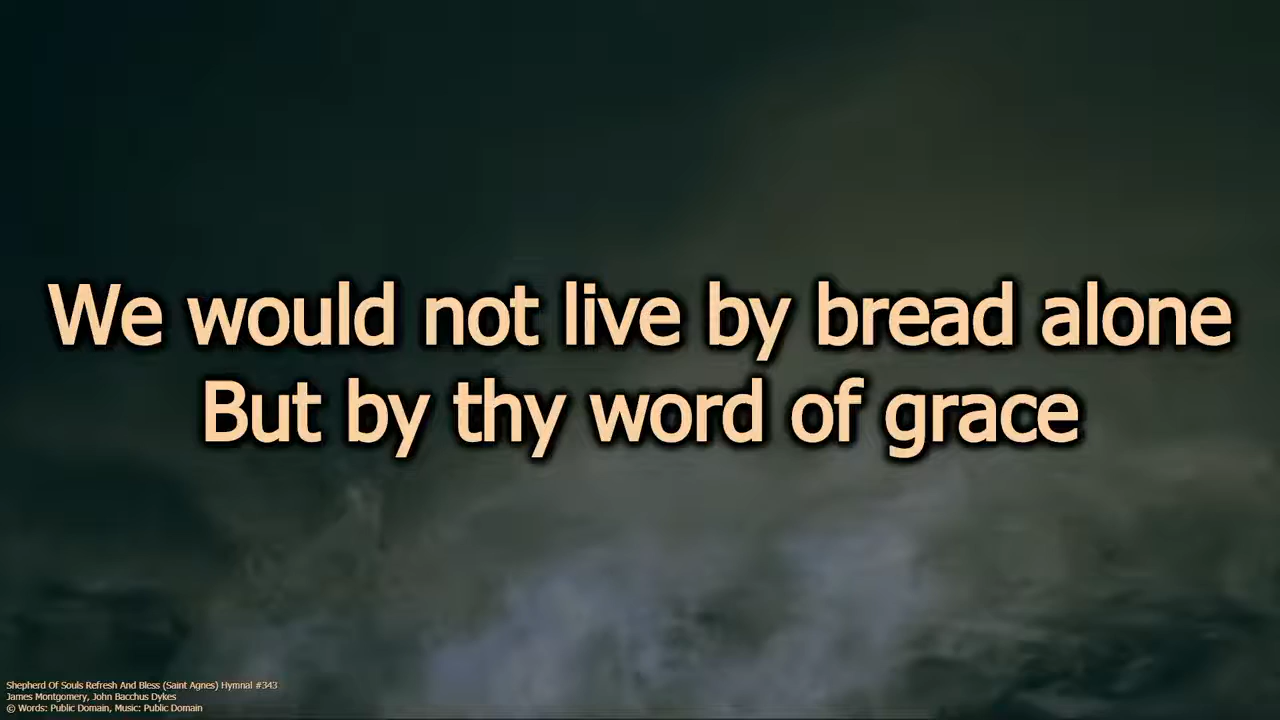 We would not live by bread alone
But by thy word of grace
Shepherd Of Souls Refresh And Bless (Saint Agnes) Hymnal #343
James Montgomery, John Bacchus Dykes
© Words: Public Domain, Music: Public Domain